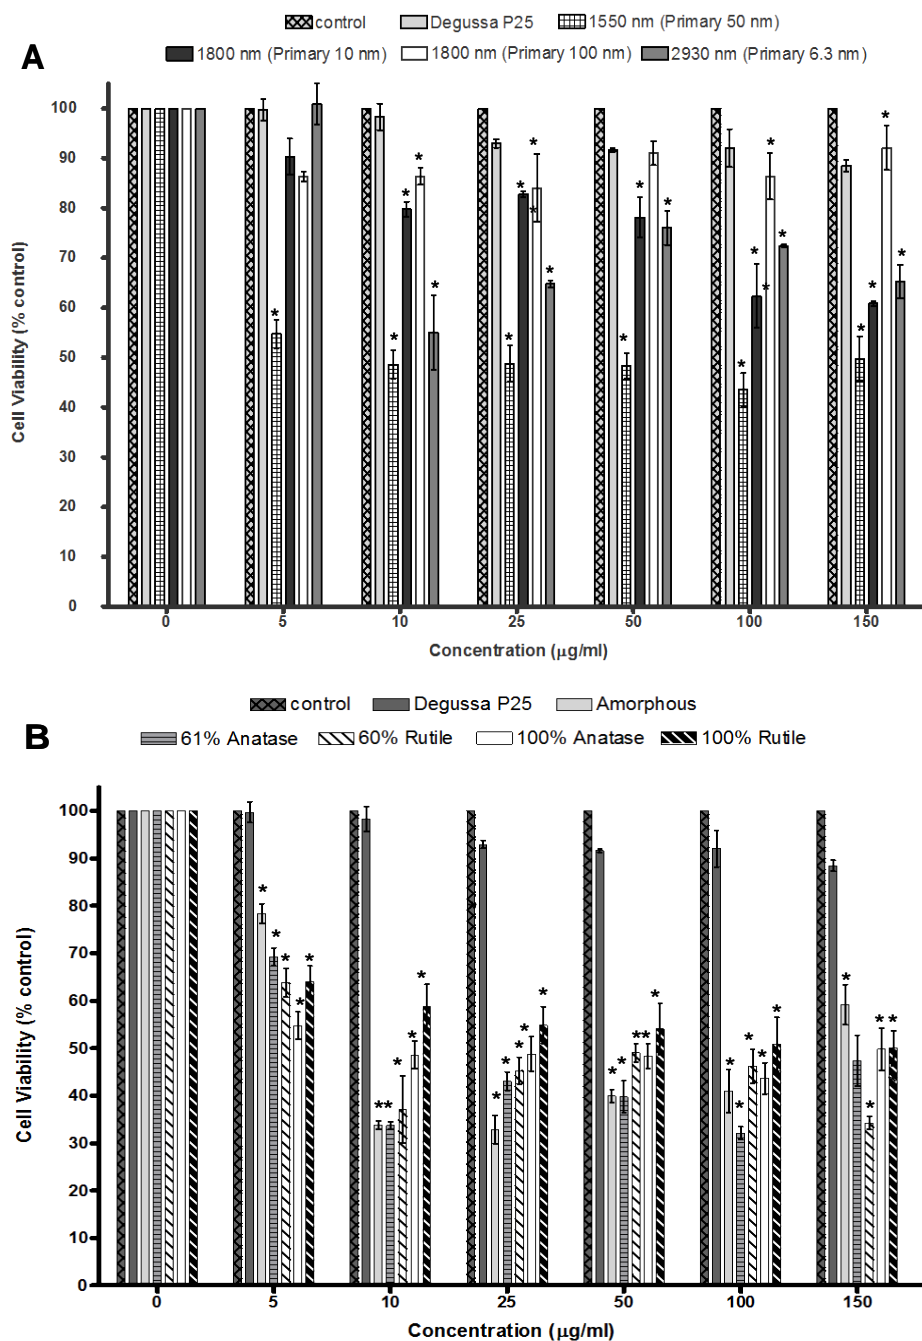 control Degussa P25 1550 nm (Primary 50 nm)
A
1800 nm (Primary 10 nm) 1800 nm (Primary 100 nm) 2930 nm (Primary 6.3 nm)
100
90
80
70
60
50
40
30
20
10
0
Cell Viability (% control)
0 5 10 25 50 100 150
Concentration (µg/ml)
control Degussa P25 Amorphous
B
61% Anatase 60% Rutile 100% Anatase 100% Rutile
100
90
80
70
60
50
40
30
20
10
0
Cell Viability (% control)
0 5 10 25 50 100 150
Concentration (µg/ml)